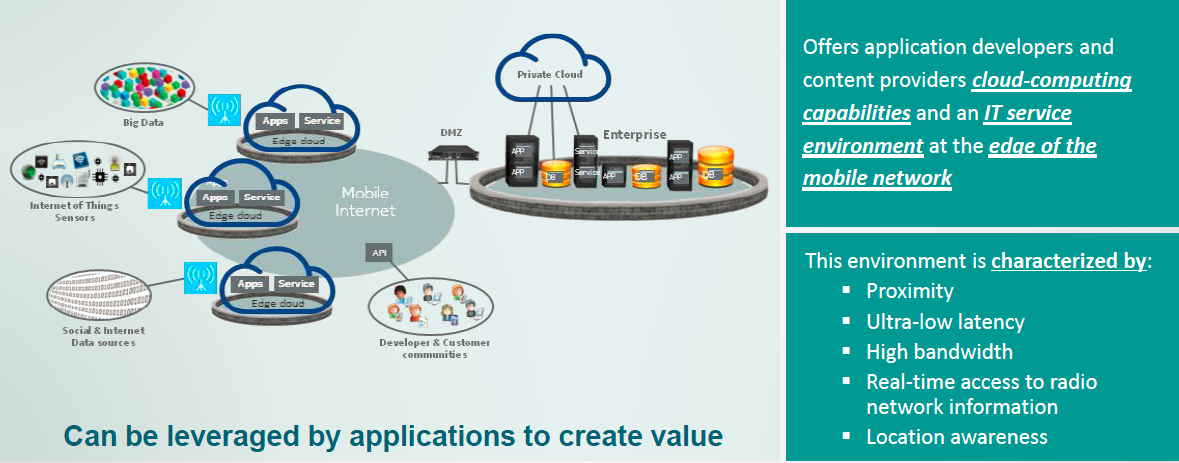 Big Data
Apps Service
Edge cloud
Internet of Things
Sensors
Apps Service
Edge cloud
Social & Internet
Data sources
Apps Service
Edge cloud
Mobile
Internet
API
Developer & Customer
communities
DMZ
Private Cloud
Enterprise
APP
APP
DB
Service
Service
APP
DB
APP
APP
DB
Can be leveraged by applications to create value
Offers application developers and
content providers cloud-computing
capabilities and an IT service
environment at the edge of the
mobile network
This environment is characterized by:
▪ Proximity
▪ Ultra-low latency
▪ High bandwidth
▪ Real-time access to radio
network information
▪ Location awareness